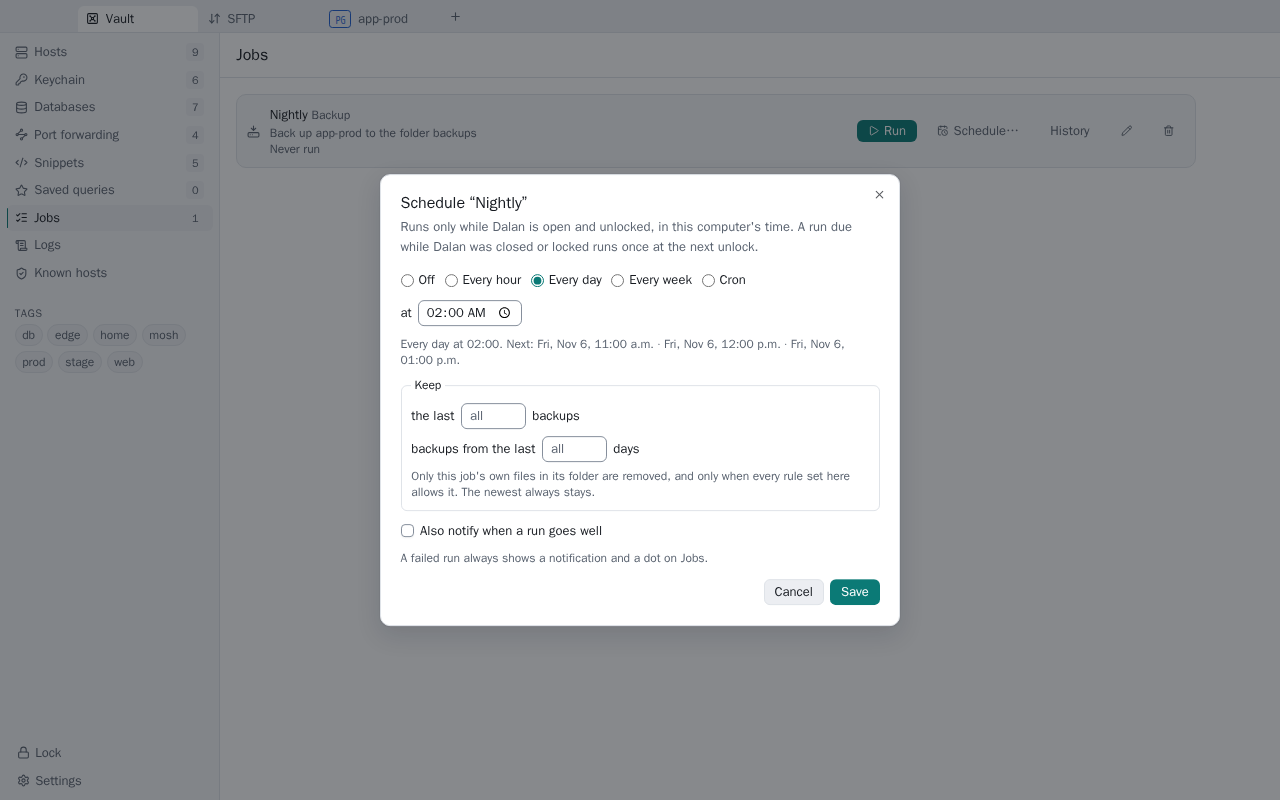 Vault
SFTP
PG app-prod
+
Hosts 9
Keychain 6
Databases 7
Port forwarding 4
Snippets 5
Saved queries 0
Jobs 1
Logs
Known hosts
TAGS
db edge home mosh
prod stage web
Lock
Settings
Jobs
Nightly Backup
Back up app-prod to the folder backups
Never run
Run
Schedule···
History
Schedule “Nightly”
Runs only while Dalan is open and unlocked, in this computer's time. A run due
while Dalan was closed or locked runs once at the next unlock.
Off Every hour Every day Every week Cron
at 02:00 AM
Every day at 02:00. Next: Fri, Nov 6, 11:00 a.m. · Fri, Nov 6, 12:00 p.m. · Fri, Nov 6,
01:00 p.m.
Keep
the last all backups
backups from the last all days
Only this job's own files in its folder are removed, and only when every rule set here
allows it. The newest always stays.
Also notify when a run goes well
A failed run always shows a notification and a dot on Jobs.
Cancel Save